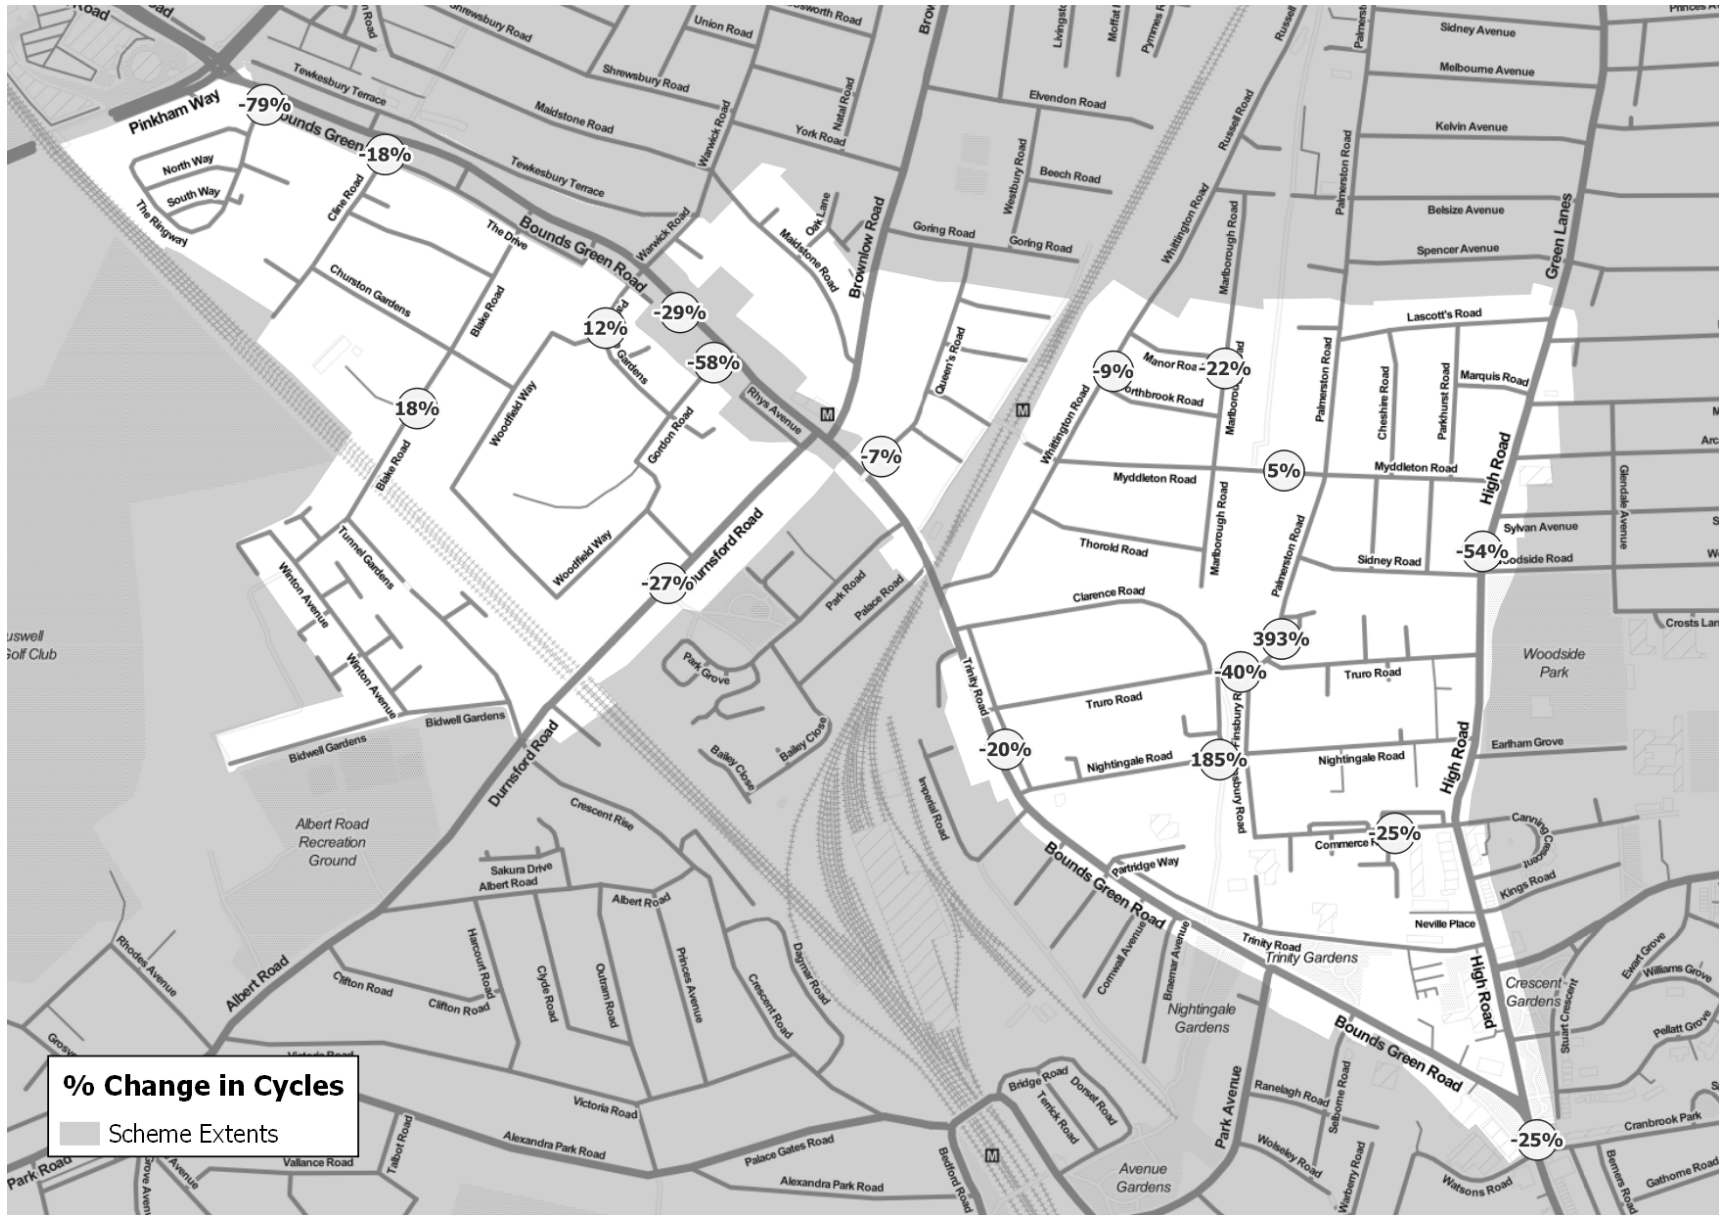 Road
Shrewsbury Road
Union Road
Sidney Avenue
Melbourne Avenue
Shrewsbury Road
Tewkesbury Terrace
Maidstone Road
Natal Road
Elvendon Road
Russell Road
Kelvin Avenue
Pinkham Way
-79%
-18%
York Road
Warwick Road
Westbury Road
Beech Road
Palmerston Road
North Way
South Way
The Ringway
Cline Road
Tewkesbury Terrace
Oak Lane
Brownlow Road
Goring Road
Goring Road
Whittington Road
Marlborough Road
Belsize Avenue
Spencer Avenue
Green Lanes
The Drive
Bounds Green Road
Warwick Road
Maidstone Road
Churston Gardens
Blake Road
-29%
12%
Gardens
-58%
Queen's Road
Lascott's Road
Manor Road
-9%
-22%
Palmerston Road
Cheshire Road
Parkhurst Road
Marquis Road
Woodfield Way
Rhys Avenue
M
M
Whittington Road
18%
Blake Road
Gordon Road
-7%
Myddleton Road
5%
Myddleton Road
High Road
Glendale Avenue
Marlborough Road
Sylvan Avenue
Tunnel Gardens
Woodfield Way
Durnsford Road
-27%
Park Road
Palace Road
Thorold Road
Palmerston Road
Sidney Road
-54%
Winton Avenue
Clarence Road
Golf Club
Park Grove
393%
-40%
Woodside
Park
Winton Avenue
Trinity Road
Truro Road
Truro Road
Bidwell Gardens
Bidwell Gardens
Durnsford Road
Bailey Close
Bailey Close
-20%
Nightingale Road
185%
Finsbury Road
Nightingale Road
High Road
Earlham Grove
Crescent Rise
Imperial Road
Albert Road
Recreation
Ground
-25%
Canning
Crescent
Bounds Green Road
Partridge Way
Sakura Drive
Albert Road
Albert Road
Kings Road
Neville Place
Rhodes Avenue
Albert Road
Harcourt Road
Clyde Road
Outram Road
Princes Avenue
Crescent Road
Dagmar Road
Cornwall Avenue
Braemar Avenue
Trinity Road
Trinity Gardens
High Road
Ewart Grove
Williams Grove
Clifton Road
Clifton Road
Nightingale
Gardens
Crescent
Gardens
Stuart Crescent
Pellatt Grove
Bounds Green Road
% Change in Cycles
Scheme Extents
Victoria Road
Bridge Road
Dorset Road
Terrick Road
Park Avenue
Ranelagh Road
Selborne Road
Cranbrook Park
-25%
Talbot Road
Alexandra Park Road
Palace Gates Road
M
Wolseley Road
Park Road
Vallance Road
Alexandra Park Road
Bedford Road
Avenue
Gardens
Warberry Road
Watsons Road
Berners Road
Gathorne Road